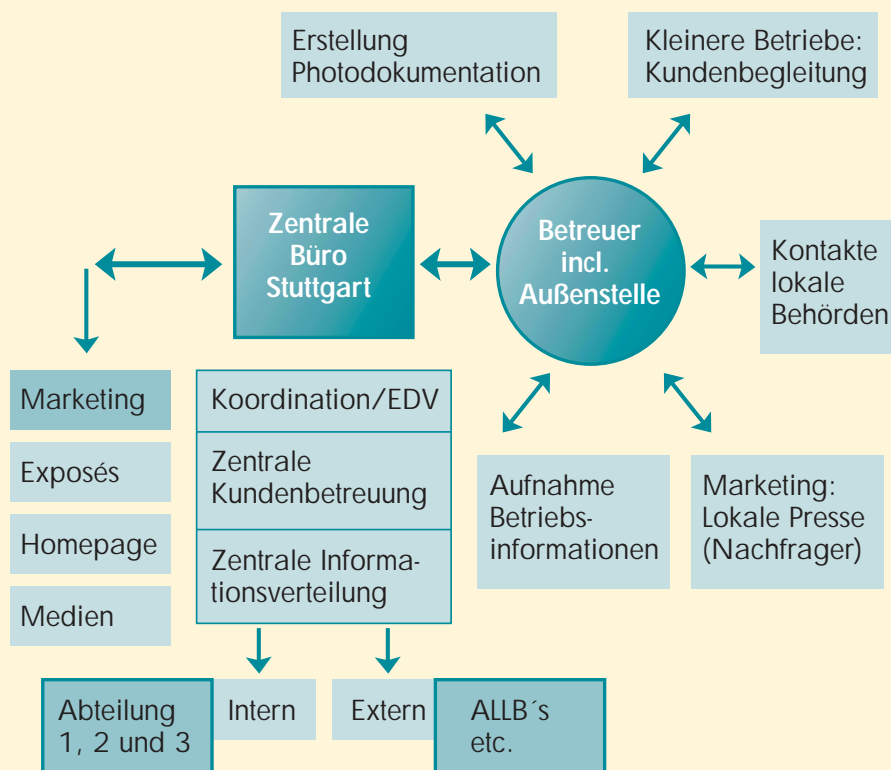 Erstellung
Photodokumentation
Kleinere Betriebe:
Kundenbegleitung
Zentrale
Büro
Stuttgart
Betreuer
incl.
Außenstelle
Kontakte
lokale
Behörden
Marketing
Exposés
Homepage
Medien
Koordination/EDV
Zentrale
Kundenbetreuung
Zentrale Informa-
tionsverteilung
Aufnahme
Betriebs-
informationen
Marketing:
Lokale Presse
(Nachfrager)
Abteilung
1, 2 und 3
Intern
Extern
ALLB´s
etc.